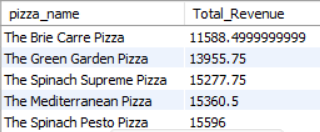 pizza_name Total_Revenue
The Brie Carre Pizza 11588.4999999999
The Green Garden Pizza 13955.75
The Spinach Supreme Pizza 15277.75
The Mediterranean Pizza 15360.5
The Spinach Pesto Pizza 15596